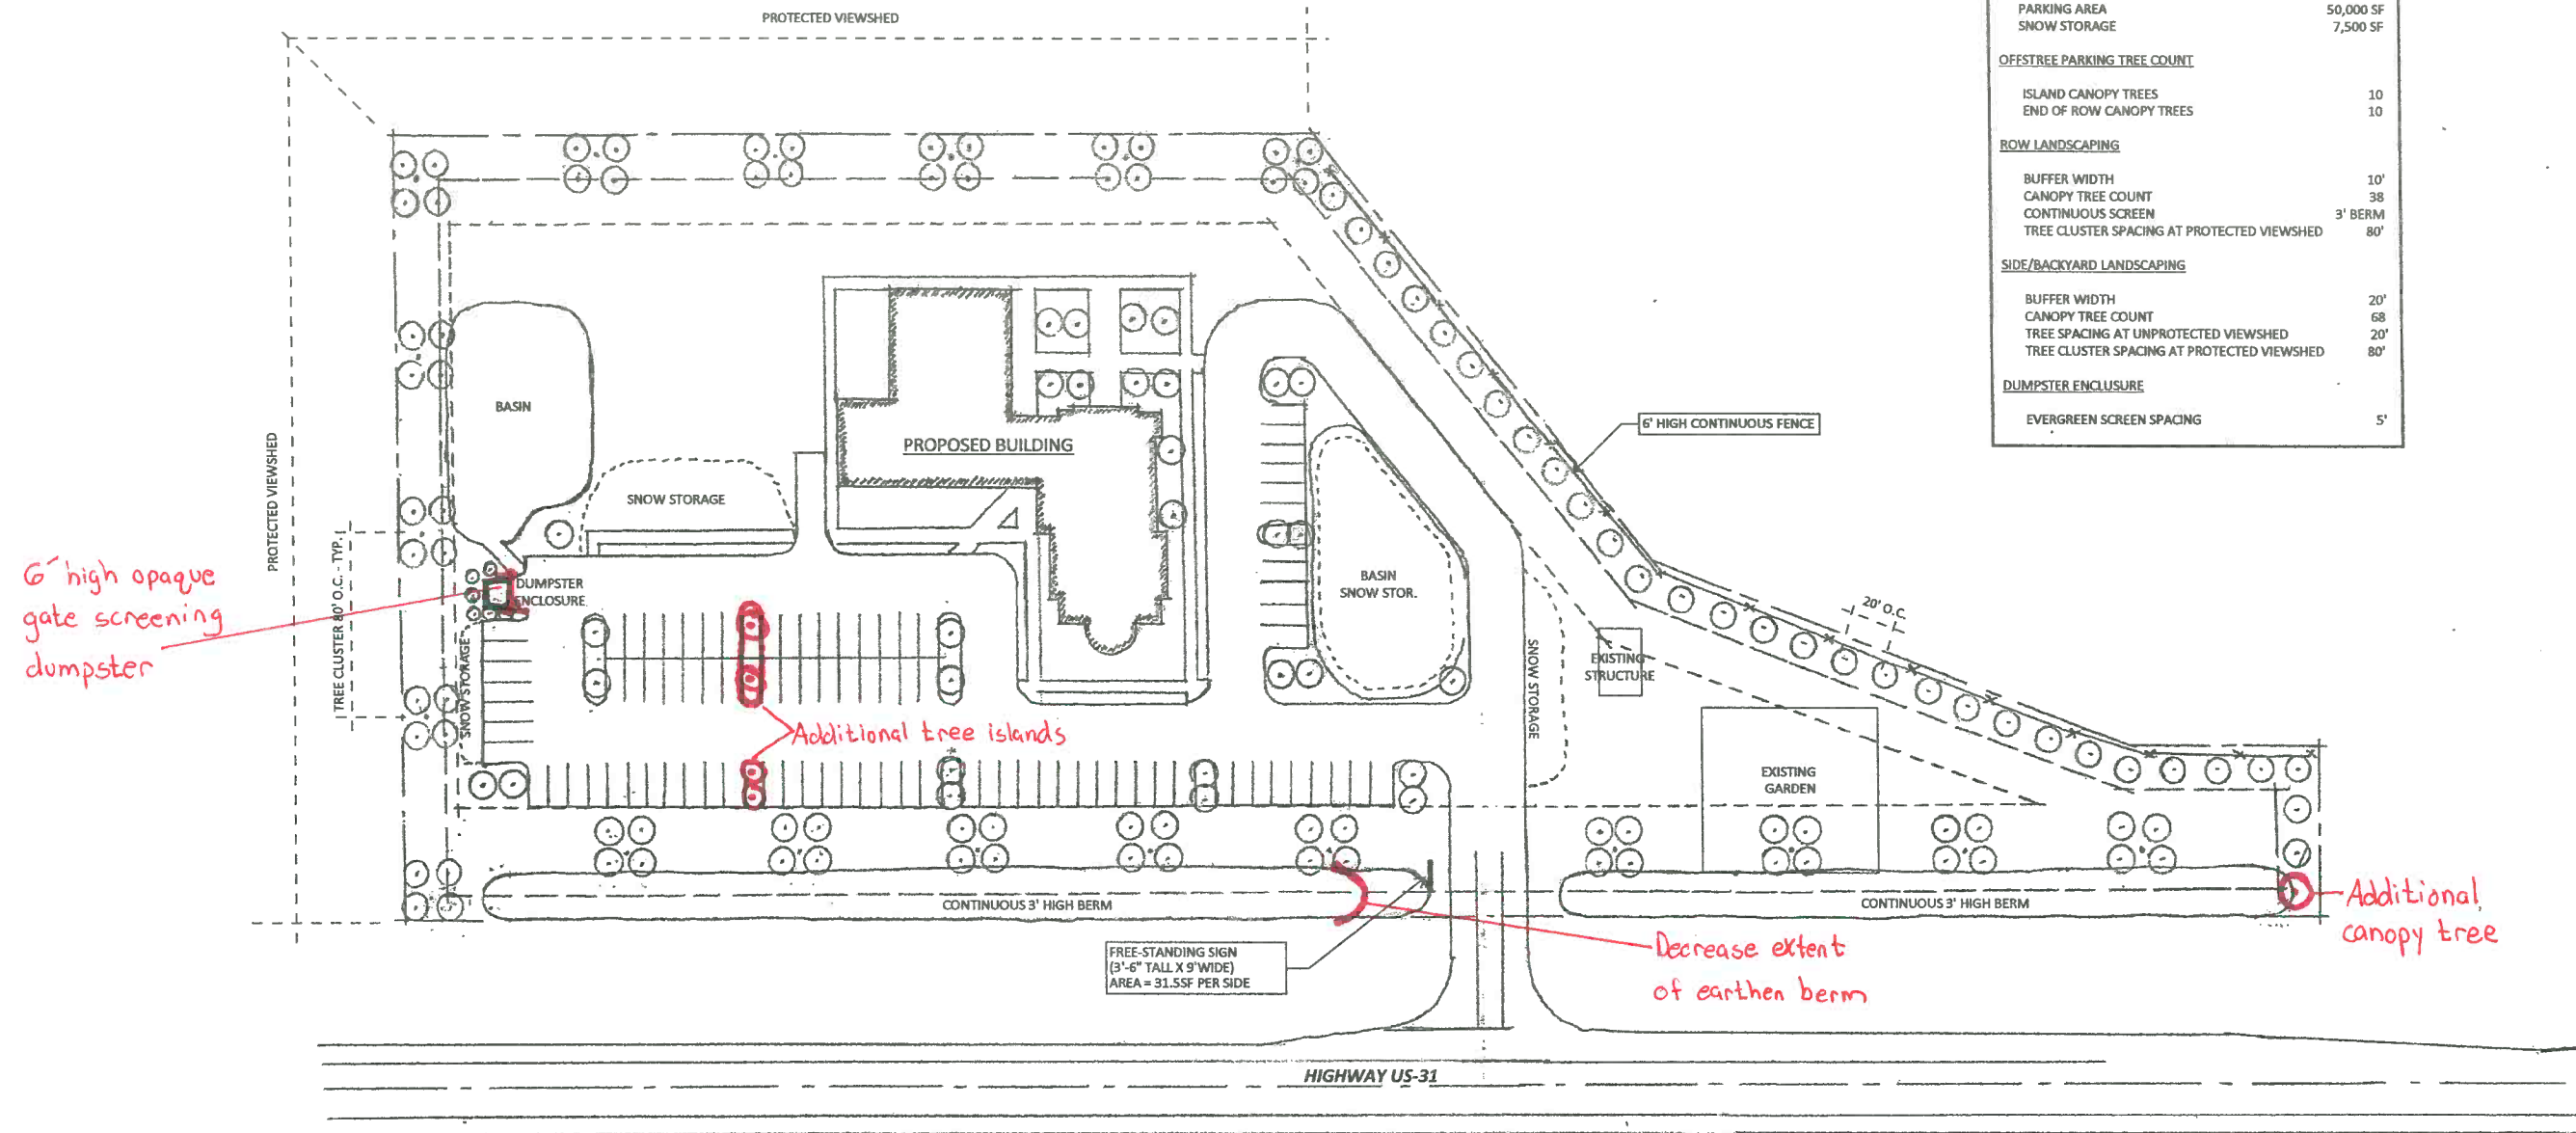 PROTECTED VIEWSHED
PARKING AREA 50,000 SF
SNOW STORAGE 7,500 SF
OFFSTREE PARKING TREE COUNT
ISLAND CANOPY TREES 10
END OF ROW CANOPY TREES 10
ROW LANDSCAPING
BUFFER WIDTH 10'
CANOPY TREE COUNT 38
CONTINUOUS SCREEN 3' BERM
TREE CLUSTER SPACING AT PROTECTED VIEWSHED 80'
SIDE/BACKYARD LANDSCAPING
BUFFER WIDTH 20'
CANOPY TREE COUNT 68
TREE SPACING AT UNPROTECTED VIEWSHED 20'
TREE CLUSTER SPACING AT PROTECTED VIEWSHED 80'
DUMPSTER ENCLUSURE
EVERGREEN SCREEN SPACING 5'
BASIN
PROPOSED BUILDING
6' HIGH CONTINUOUS FENCE
PROTECTED VIEWSHED
SNOW STORAGE
TREE CLUSTER 80' O.C. - TYP.
6' high opaque
gate screening
dumpster
DUMPSTER
ENCLOSURE
BASIN
SNOW STOR.
20' O.C.
SNOW STORAGE
SNOW STORAGE
EXISTING
STRUCTURE
Additional tree islands
EXISTING
GARDEN
CONTINUOUS 3' HIGH BERM
CONTINUOUS 3' HIGH BERM
Additional
canopy tree
FREE-STANDING SIGN
(3'-6" TALL X 9'WIDE)
AREA = 31.5SF PER SIDE
Decrease extent
of earthen berm
HIGHWAY US-31